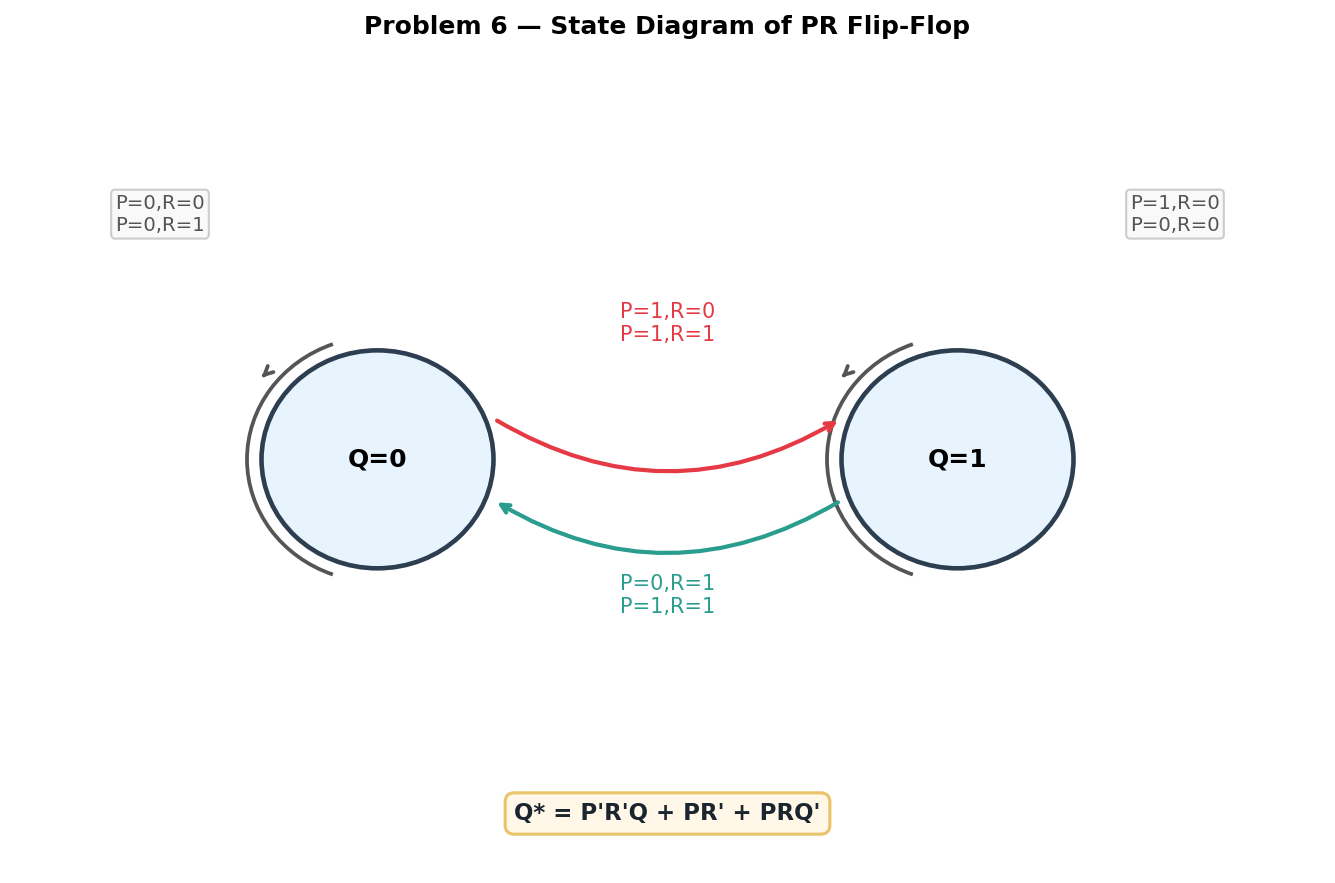 Problem 6 — State Diagram of PR Flip-Flop
P=0,R=0
P=0,R=1
P=1,R=0
P=0,R=0
P=1,R=0
P=1,R=1
Q=0
Q=1
P=0,R=1
P=1,R=1
Q* = P'R'Q + PR' + PRQ'